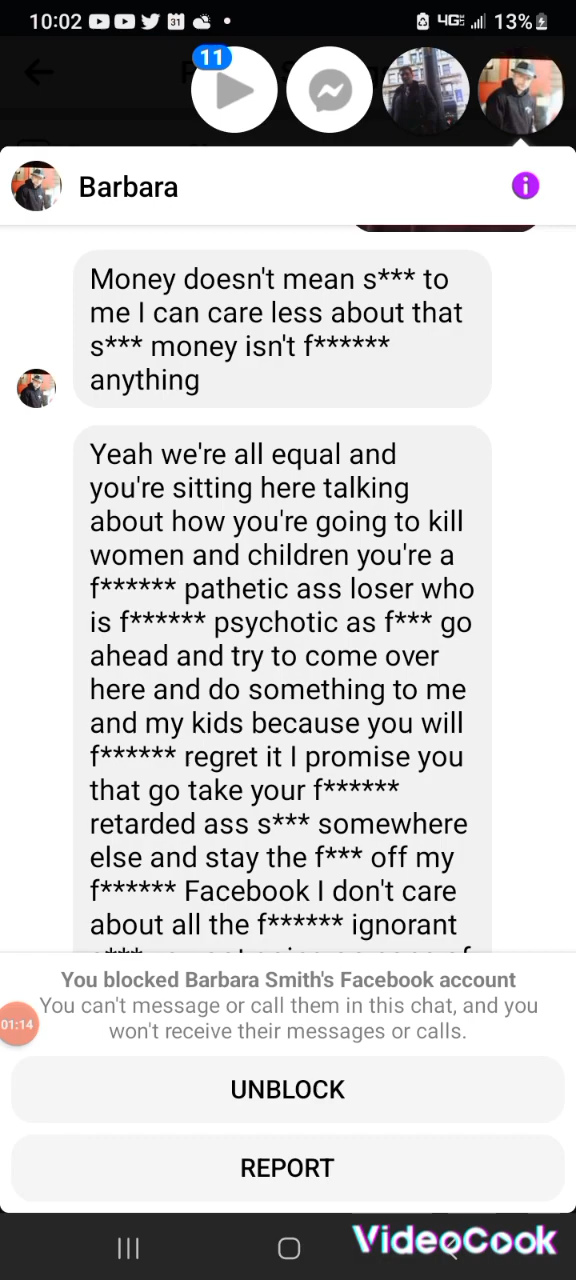 10:02
31
4GE 13%
11
Barbara
Money doesn't mean s*** to
me I can care less about that
s*** money isn't f******
anything
Yeah we're all equal and
you're sitting here talking
about how you're going to kill
women and children you're a
f****** pathetic ass loser who
is f****** psychotic as f*** go
ahead and try to come over
here and do something to me
and my kids because you will
f****** regret it I promise you
that go take your f******
retarded ass s*** somewhere
else and stay the f*** off my
f****** Facebook I don't care
about all the f****** ignorant
You blocked Barbara Smith's Facebook account
You can't message or call them in this chat, and you
won't receive their messages or calls.
01:14
UNBLOCK
REPORT
VideoCook